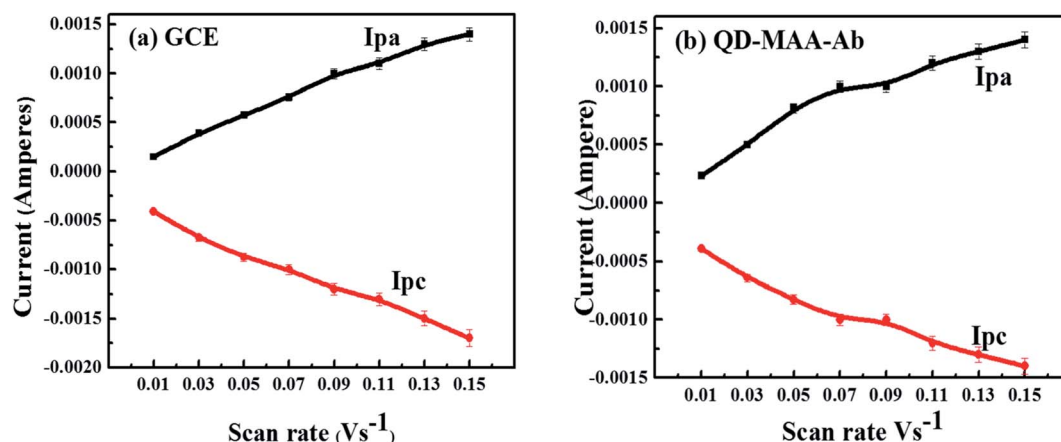 (a) GCE
Ipa
Ipc
0.0015
0.0010
0.0005
0.0000
-0.0005
-0.0010
-0.0015
-0.0020
Current (Amperes)
0.01 0.03 0.05 0.07 0.09 0.11 0.13 0.15
Scan rate (Vs-1)
(b) QD-MAA-Ab
Ipa
Ipc
0.0015
0.0010
0.0005
0.0000
-0.0005
-0.0010
-0.0015
Current (Ampere)
0.01 0.03 0.05 0.07 0.09 0.11 0.13 0.15
Scan rate Vs-1